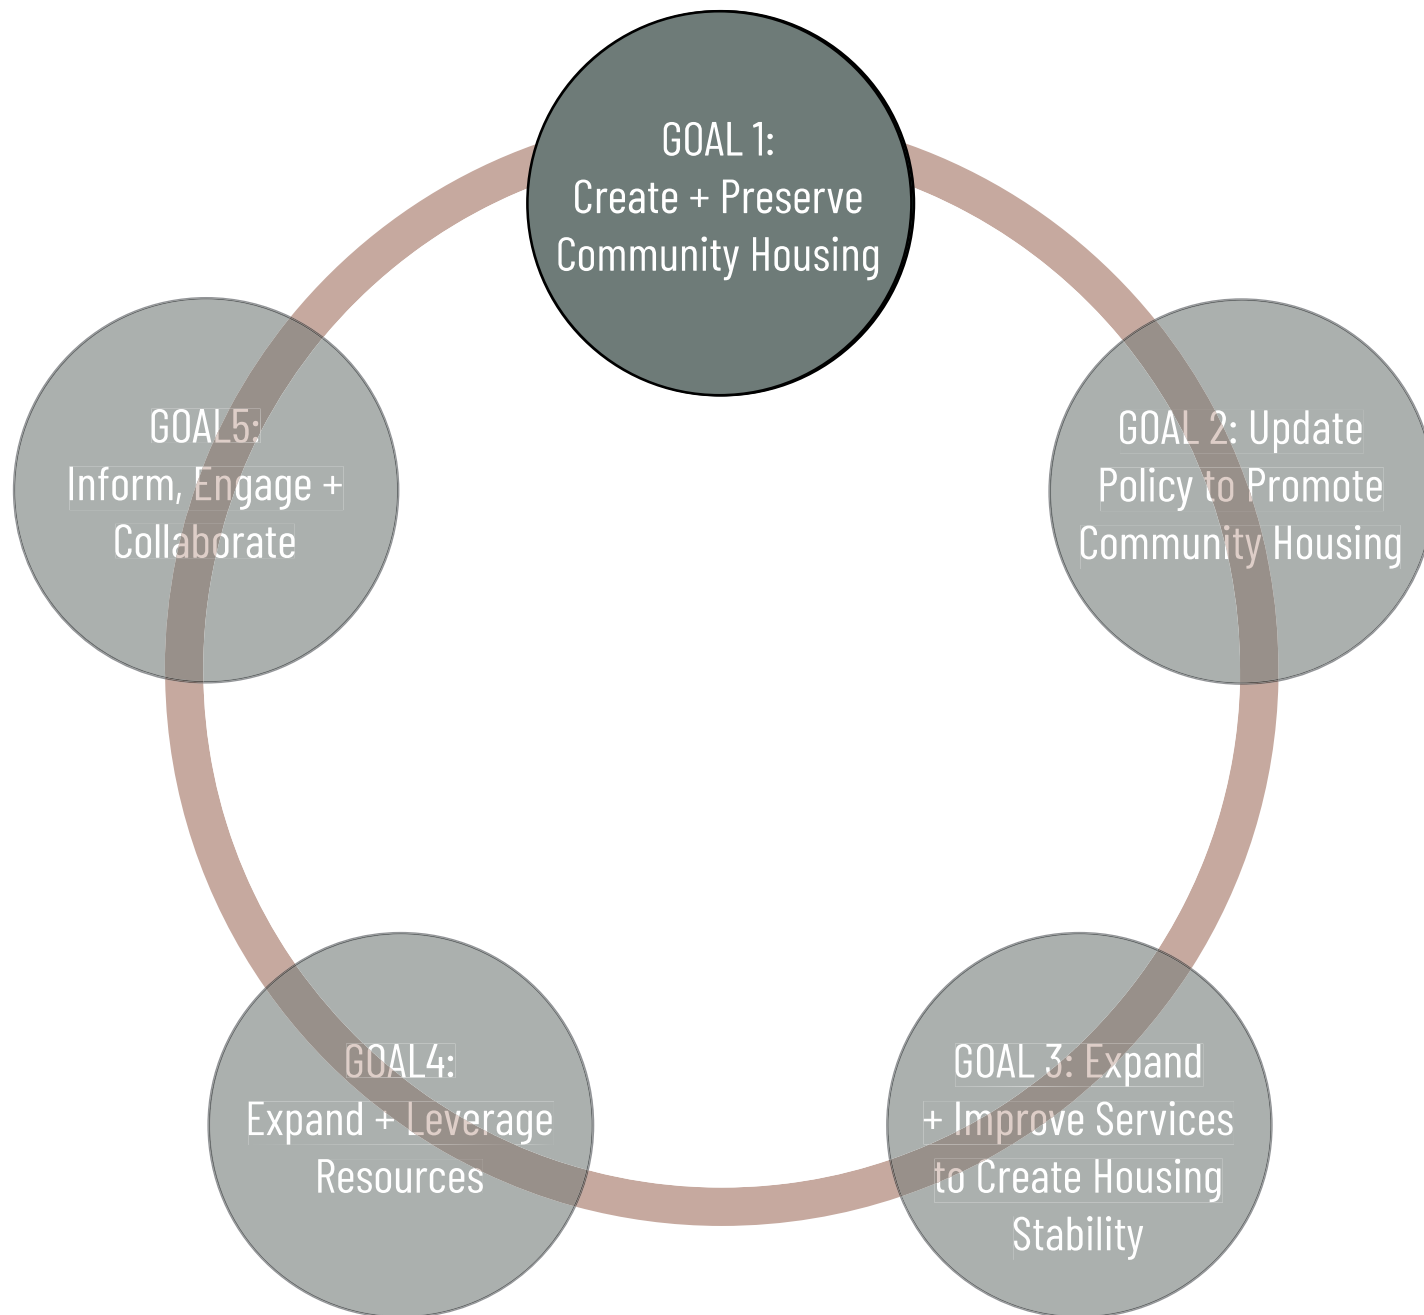 GOAL 1:
Create + Preserve
Community Housing
GOAL 2: Update
Policy to Promote
Community Housing
GOAL 3: Expand
+ Improve Services
to Create Housing
Stability
GOAL4:
Expand + Leverage
Resources
GOAL5:
Inform, Engage +
Collaborate